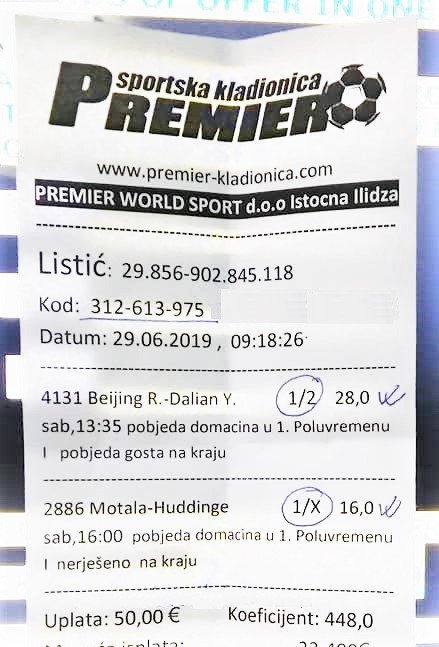 OF OFFER IN ONE
sportska kladionica
PREMIER
www.premier-kladionica.com
PREMIER WORLD SPORT d.o.o Istocna Ilidza
Listić: 29.856-902.845.118
Kod: 312-613-975
Datum: 29.06.2019 , 09:18:26
4131 Beijing R.-Dalian Y. 1/2 28,0
sab,13:35 pobjeda domacina u 1. Poluvremenu
I pobjeda gosta na kraju
2886 Motala-Huddinge 1/X 16,0
sab,16:00 pobjeda domacina u 1. Poluvremenu
I nerješeno na kraju
Uplata: 50,00 € Koeficijent: 448,0